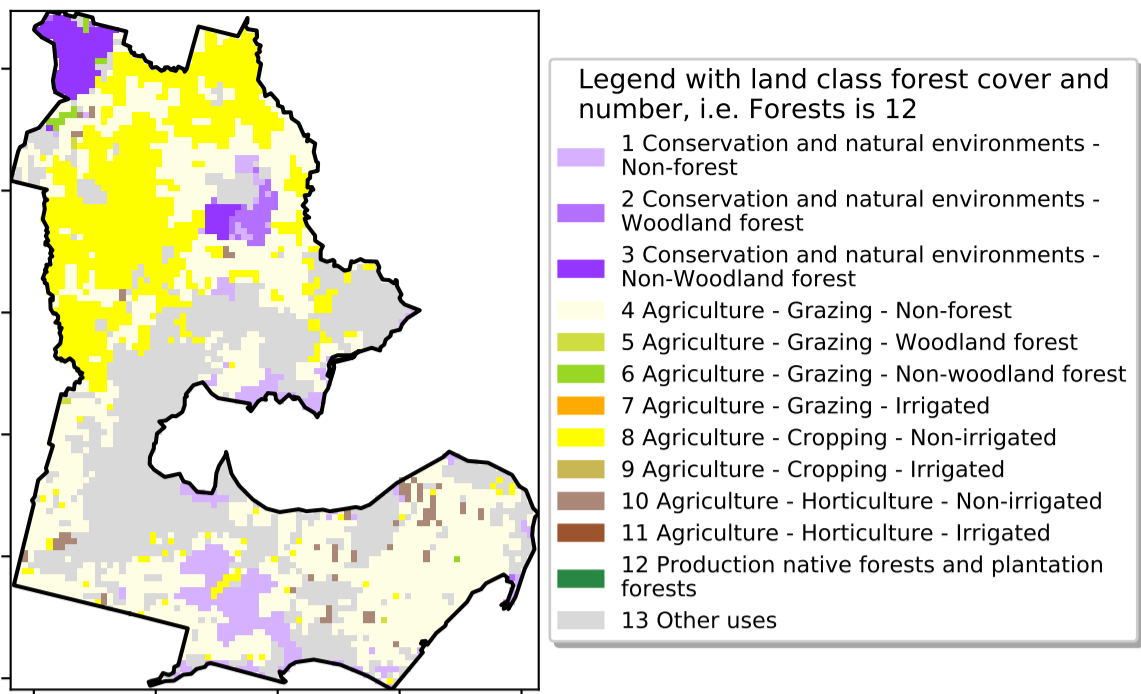 Legend with land class forest cover and
number, i.e. Forests is 12
1 Conservation and natural environments -
Non-forest
2 Conservation and natural environments -
Woodland forest
3 Conservation and natural environments -
Non-Woodland forest
4 Agriculture - Grazing - Non-forest
5 Agriculture - Grazing - Woodland forest
6 Agriculture - Grazing - Non-woodland forest
7 Agriculture - Grazing - Irrigated
8 Agriculture - Cropping - Non-irrigated
9 Agriculture - Cropping - Irrigated
10 Agriculture - Horticulture - Non-irrigated
11 Agriculture - Horticulture - Irrigated
12 Production native forests and plantation
forests
13 Other uses